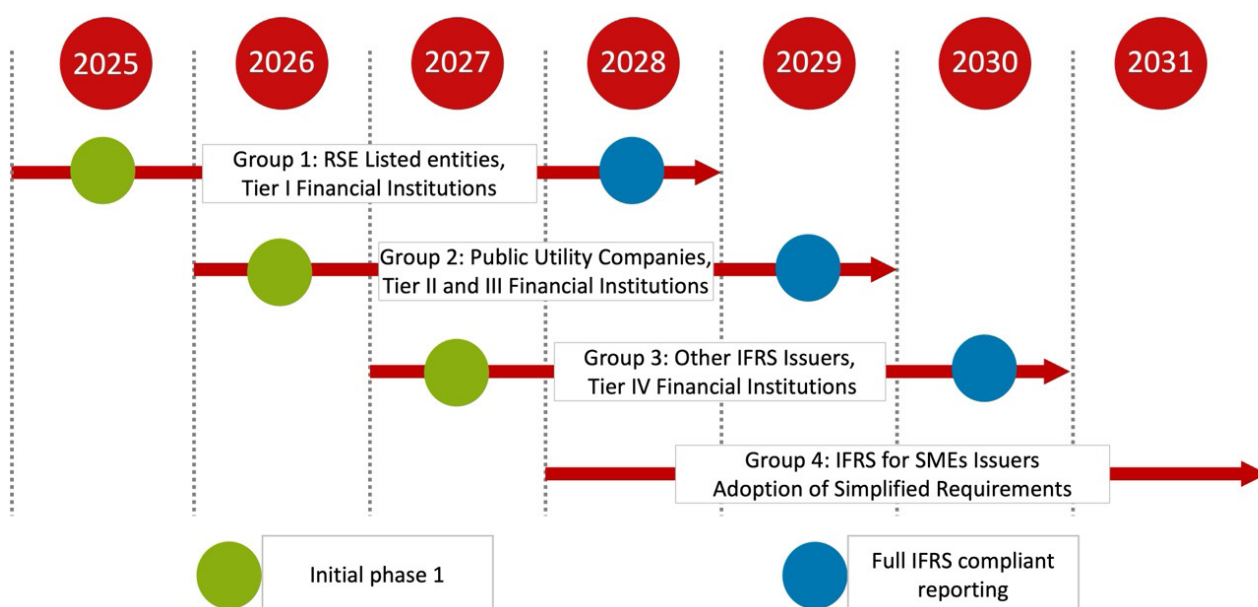 2025
2026
2027
2028
2029
2030
2031
Group 1: RSE Listed entities,
Tier I Financial Institutions
Group 2: Public Utility Companies,
Tier II and III Financial Institutions
Group 3: Other IFRS Issuers,
Tier IV Financial Institutions
Group 4: IFRS for SMEs Issuers
Adoption of Simplified Requirements
Initial phase 1
Full IFRS compliant
reporting